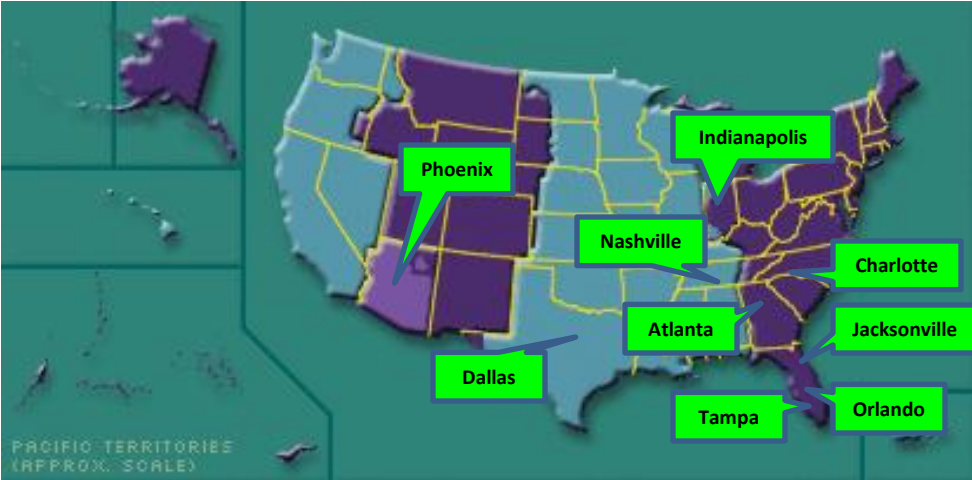 Indianapolis
Phoenix
Nashville
Charlotte
Atlanta
Jacksonville
Dallas
Tampa
Orlando
PACIFIC TERRITORIES
(APPROX. SCALE)